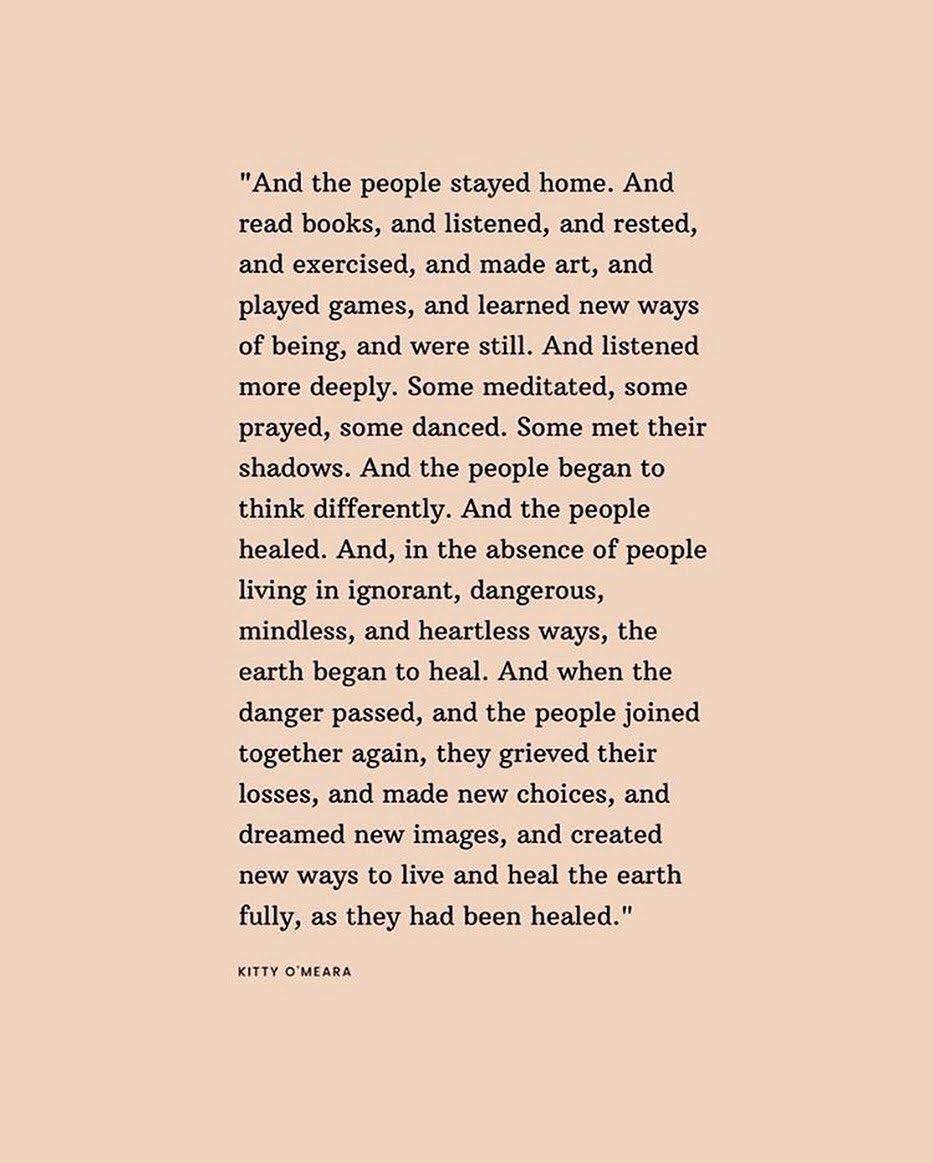 "And the people stayed home. And
read books, and listened, and rested,
and exercised, and made art, and
played games, and learned new ways
of being, and were still. And listened
more deeply. Some meditated, some
prayed, some danced. Some met their
shadows. And the people began to
think differently. And the people
healed. And, in the absence of people
living in ignorant, dangerous,
mindless, and heartless ways, the
earth began to heal. And when the
danger passed, and the people joined
together again, they grieved their
losses, and made new choices, and
dreamed new images, and created
new ways to live and heal the earth
fully, as they had been healed."
KITTY O'MEARA